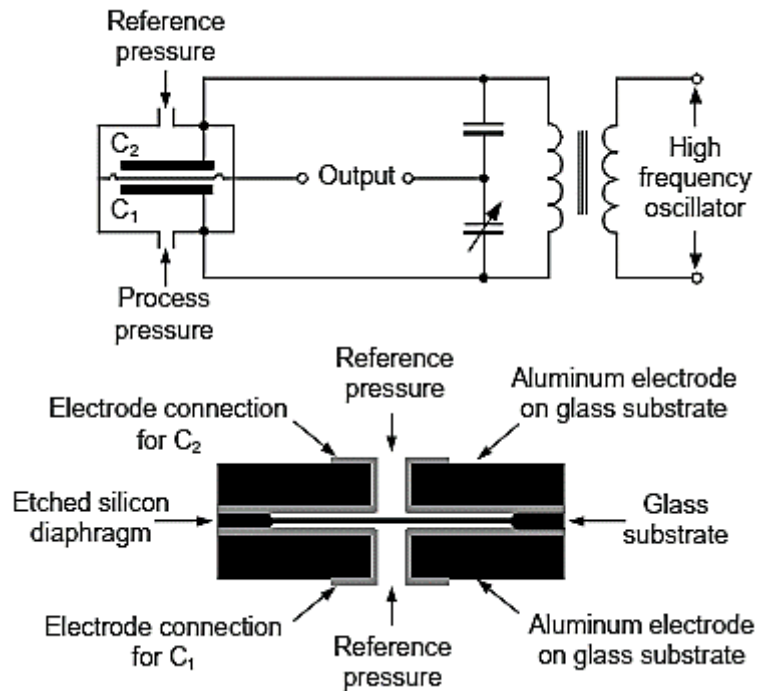 Reference
pressure
C₂
C₁
Process
pressure
Output
High
frequency
oscillator
Reference
pressure
Electrode connection
for C₂
Aluminum electrode
on glass substrate
Etched silicon
diaphragm
Glass
substrate
Electrode connection
for C₁
Reference
pressure
Aluminum electrode
on glass substrate